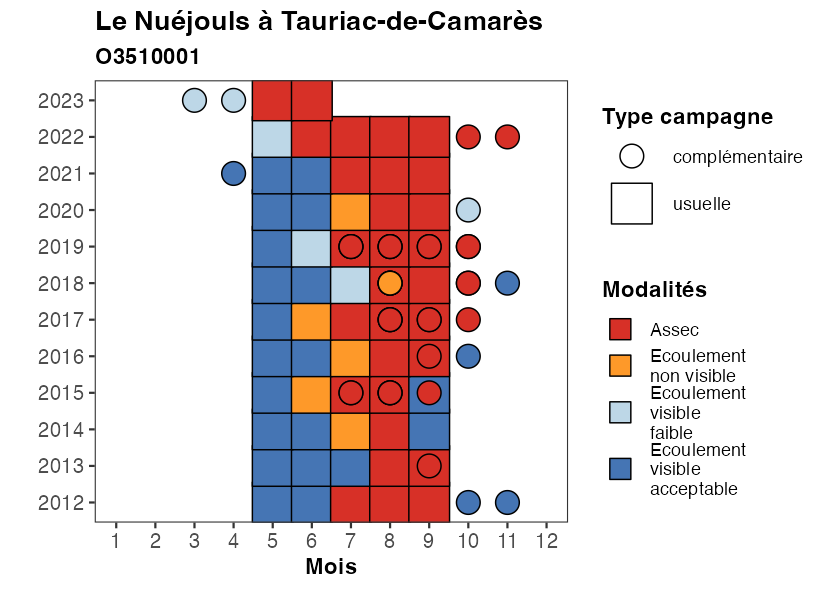 Le Nuéjouls à Tauriac-de-Camarès
O3510001
2023
2022
2021
2020
2019
2018
2017
2016
2015
2014
2013
2012
1 2 3 4 5 6 7 8 9 10 11 12
Mois
Type campagne
complémentaire
usuelle
Modalités
Assec
Ecoulement
non visible
Ecoulement
visible
faible
Ecoulement
visible
acceptable